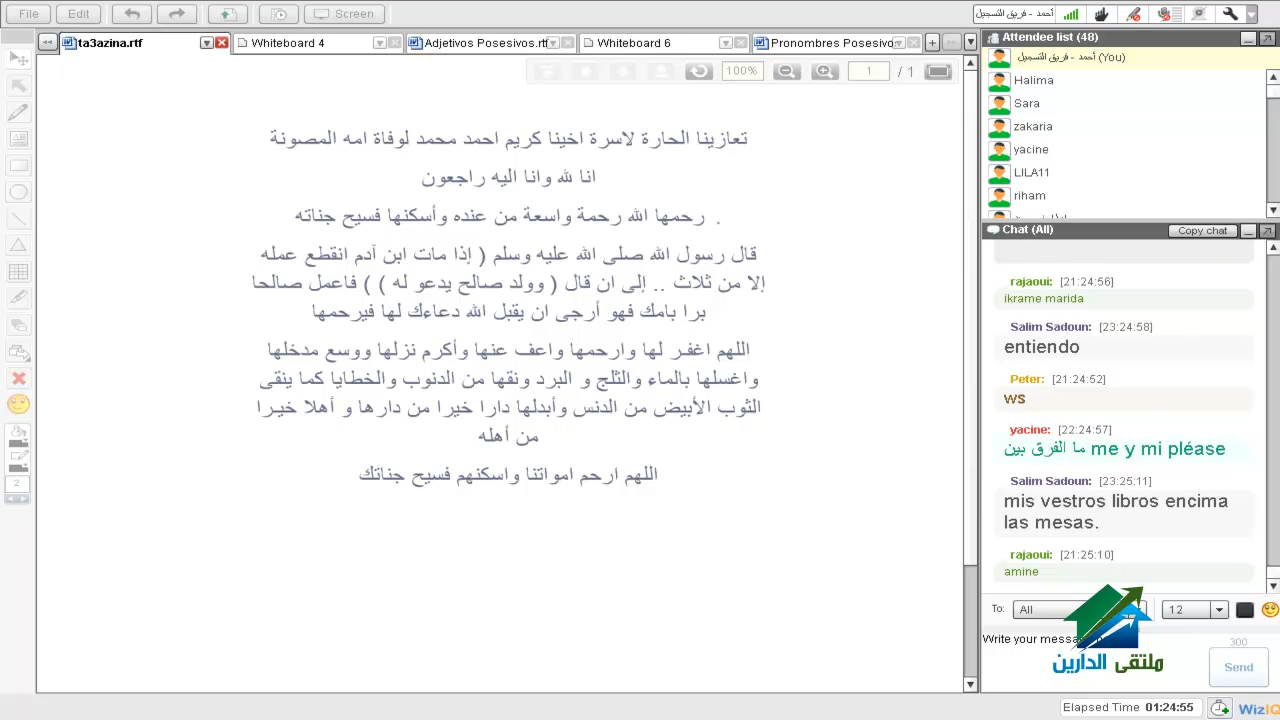 File
Edit
Screen
أحمد - فريق التسجيل
ta3azina.rtf
Whiteboard 4
Adjetivos Posesivos.rtf
Whiteboard 6
Pronombres Posesivo
100%
1
/ 1
تعازينا الحارة لاسرة اخينا كريم احمد محمد لوفاة امه المصونة
انا لله وانا اليه راجعون
. رحمها الله رحمة واسعة من عنده وأسكنها فسيح جناته
قال رسول الله صلى الله عليه وسلم ( إذا مات ابن آدم انقطع عمله
إلا من ثلاث .. إلى ان قال ( وولد صالح يدعو له ) ) فاعمل صالحا
برا بامك فهو أرجى ان يقبل الله دعاءك لها فيرحمها
اللهم اغفر لها وارحمها واعف عنها وأكرم نزلها ووسع مدخلها
واغسلها بالماء والثلج و البرد ونقها من الدنوب والخطايا كما ينقى
الثوب الأبيض من الدنس وأبدلها دارا خيرا من دارها و أهلا خيرا
من أهله
اللهم ارحم امواتنا واسكنهم فسيح جناتك
2
Attendee list (48)
أحمد - فريق التسجيل (You)
Halima
Sara
zakaria
yacine
LILA11
riham
Chat (All)
Copy chat
rajaoui: [21:24:56]
ikrame marida
Salim Sadoun: [23:24:58]
entiendo
Peter: [21:24:52]
ws
yacine: [22:24:57]
ما الفرق بين me y mi pléase
Salim Sadoun: [23:25:11]
mis vestros libros encima
las mesas.
rajaoui: [21:25:10]
amine
To: All
12
Write your messa
300
Send
ملتقى الدارين
Elapsed Time 01:24:55
WizIQ